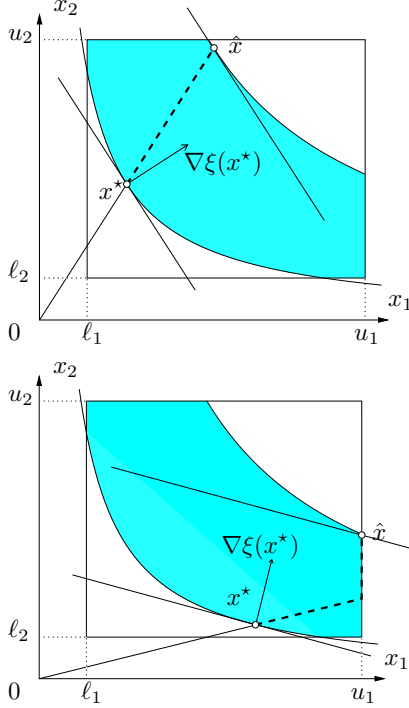 x₂
u₂
x̂
∇ξ(x⋆)
x⋆
ℓ₂
x₁
0
ℓ₁
u₁
x₂
u₂
x̂
∇ξ(x⋆)
x⋆
ℓ₂
x₁
0
ℓ₁
u₁